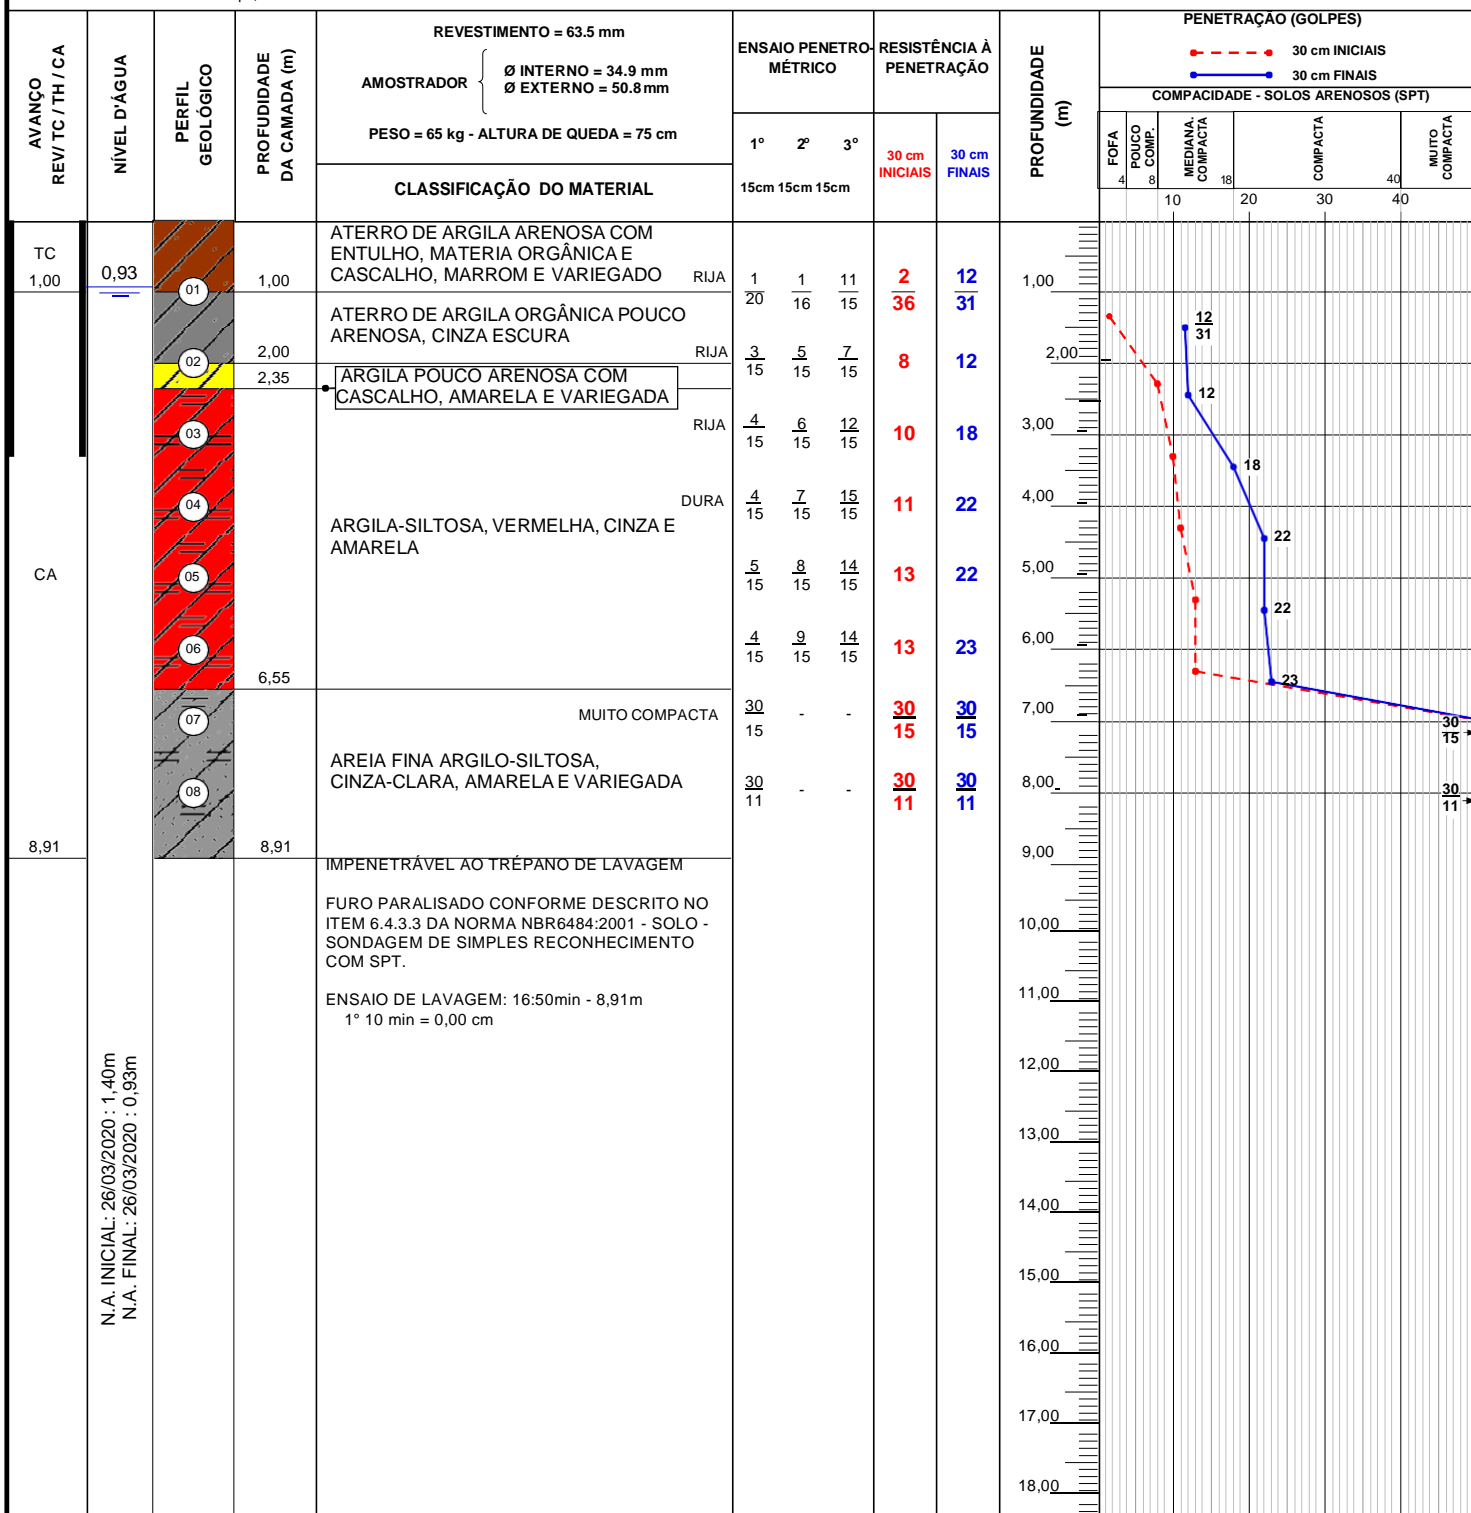 AVANÇO
REV/ TC / TH / CA
NÍVEL D'ÁGUA
PERFIL
GEOLÓGICO
PROFUDIDADE
DA CAMADA (m)
REVESTIMENTO = 63.5 mm
AMOSTRADOR
Ø INTERNO = 34.9 mm
Ø EXTERNO = 50.8mm
PESO = 65 kg - ALTURA DE QUEDA = 75 cm
CLASSIFICAÇÃO DO MATERIAL
ENSAIO PENETRO-
MÉTRICO
1° 2° 3°
15cm 15cm 15cm
RESISTÊNCIA À
PENETRAÇÃO
30 cm
INICIAIS
30 cm
FINAIS
PROFUNDIDADE
(m)
PENETRAÇÃO (GOLPES)
30 cm INICIAIS
30 cm FINAIS
COMPACIDADE - SOLOS ARENOSOS (SPT)
FOFA
4
POUCO
COMP.
8
MEDIANA.
COMPACTA
18
COMPACTA
40
MUITO
COMPACTA
10 20 30 40
TC
1,00
0,93
01
1,00
ATERRO DE ARGILA ARENOSA COM
ENTULHO, MATERIA ORGÂNICA E
CASCALHO, MARROM E VARIEGADO
RIJA
1 1 11 2 12
20 16 15 36 31
1,00
12
31
ATERRO DE ARGILA ORGÂNICA POUCO
ARENOSA, CINZA ESCURA
02
2,00
RIJA
3 5 7 8 12
15 15 15
2,00
12
2,35
ARGILA POUCO ARENOSA COM
CASCALHO, AMARELA E VARIEGADA
03
RIJA
4 6 12 10 18
15 15 15
3,00
18
04
DURA
4 7 15 11 22
15 15 15
4,00
22
ARGILA-SILTOSA, VERMELHA, CINZA E
AMARELA
CA
05
5 8 14 13 22
15 15 15
5,00
22
06
4 9 14 13 23
15 15 15
6,00
23
6,55
07
MUITO COMPACTA
30 - - 30 30
15 15 15
7,00
30
15
AREIA FINA ARGILO-SILTOSA,
CINZA-CLARA, AMARELA E VARIEGADA
08
30 - - 30 30
11 11 11
8,00
30
11
8,91
8,91
9,00
IMPENETRÁVEL AO TRÉPANO DE LAVAGEM
FURO PARALISADO CONFORME DESCRITO NO
ITEM 6.4.3.3 DA NORMA NBR6484:2001 - SOLO -
SONDAGEM DE SIMPLES RECONHECIMENTO
COM SPT.
ENSAIO DE LAVAGEM: 16:50min - 8,91m
1° 10 min = 0,00 cm
N.A. INICIAL: 26/03/2020 : 1,40m
N.A. FINAL: 26/03/2020 : 0,93m
10,00
11,00
12,00
13,00
14,00
15,00
16,00
17,00
18,00